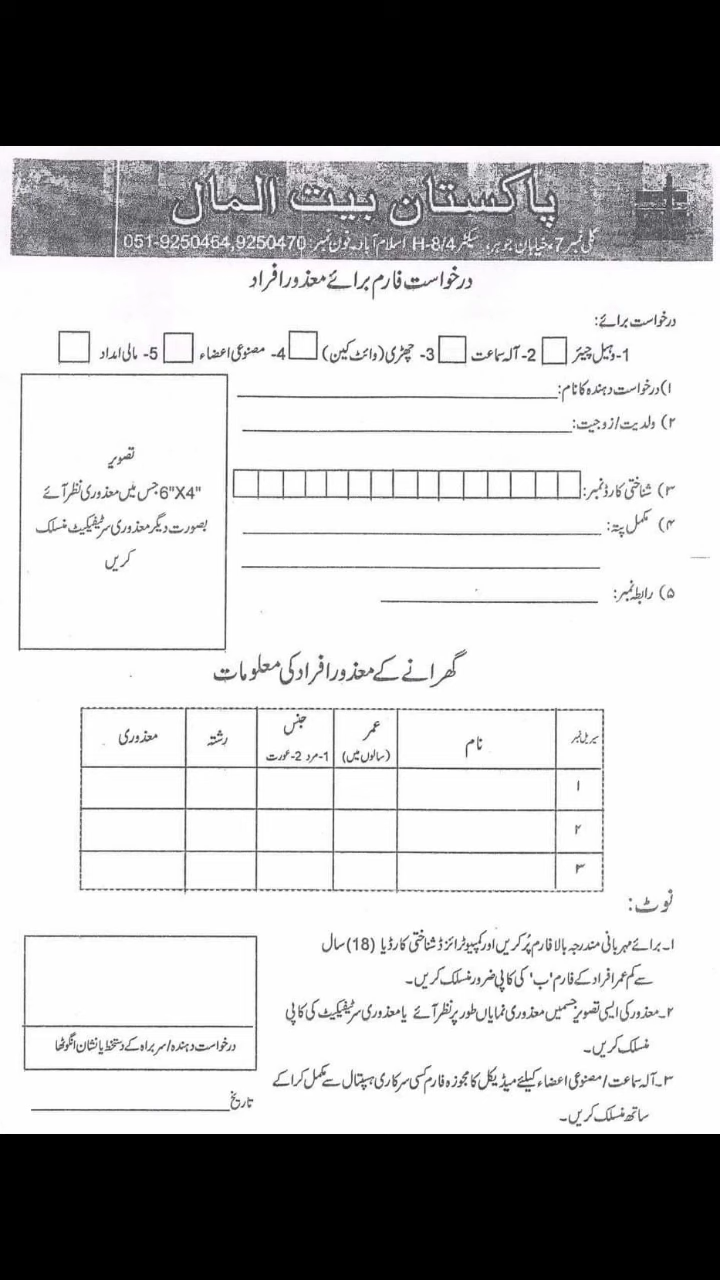 پاکستان بیت المال
گلی نمبر 7، خیابان جوہر، سیکٹر H-8/4 اسلام آباد۔ فون نمبر: 051-9250464,9250470
درخواست فارم برائے معذور افراد
درخواست برائے:
1- وہیل چیئر 2- آلہ سماعت 3- چھڑی (وائٹ کین) 4- مصنوعی اعضاء 5- مالی امداد
۱) درخواست دہندہ کا نام:
۲) ولدیت / زوجیت:
۳) شناختی کارڈ نمبر:
۴) مکمل پتہ:
۵) رابطہ نمبر:
تصویر
6"X4" جس میں معذوری نظر آئے
بصورت دیگر معذوری سرٹیفکیٹ منسلک
کریں
گھرانے کے معذور افراد کی معلومات
سیریل نمبر نام عمر (سالوں میں) جنس 1- مرد 2- عورت رشتہ معذوری
۱
۲
۳
نوٹ:
۱۔ برائے مہربانی مندرجہ بالا فارم پُر کریں اور کمپیوٹرائزڈ شناختی کارڈ یا (18) سال
سے کم عمر افراد کے فارم 'ب' کی کاپی ضرور منسلک کریں۔
۲۔ معذور کی ایسی تصویر جسمیں معذوری نمایاں طور پر نظر آئے یا معذوری سرٹیفکیٹ کی کاپی
منسلک کریں۔
۳۔ آلہ سماعت / مصنوعی اعضاء کیلئے میڈیکل کا مجوزہ فارم کسی سرکاری ہسپتال سے مکمل کرا کے
ساتھ منسلک کریں۔
درخواست دہندہ / سربراہ کے دستخط یا نشان انگوٹھا
تاریخ